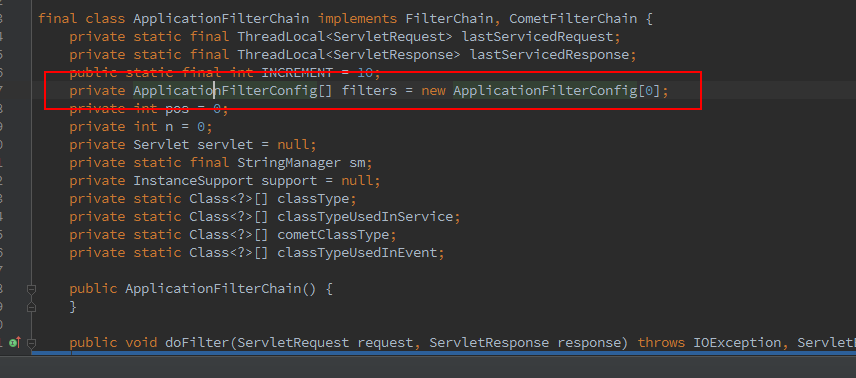 final class ApplicationFilterChain implements FilterChain, CometFilterChain {
private static final ThreadLocal<ServletRequest> lastServicedRequest;
private static final ThreadLocal<ServletResponse> lastServicedResponse;
public static final int INCREMENT = 10;
private ApplicationFilterConfig[] filters = new ApplicationFilterConfig[0];
private int pos = 0;
private int n = 0;
private Servlet servlet = null;
private static final StringManager sm;
private InstanceSupport support = null;
private static Class<?>[] classType;
private static Class<?>[] classTypeUsedInService;
private static Class<?>[] cometClassType;
private static Class<?>[] classTypeUsedInEvent;
public ApplicationFilterChain() {
}
public void doFilter(ServletRequest request, ServletResponse response) throws IOException,